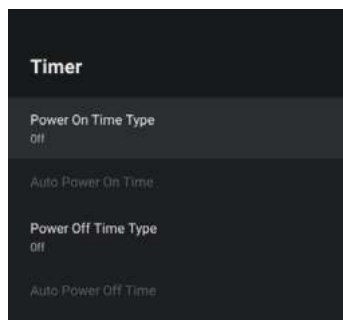 Timer
Power On Time Type
Off
Auto Power On Time
Power Off Time Type
Off
Auto Power Off Time